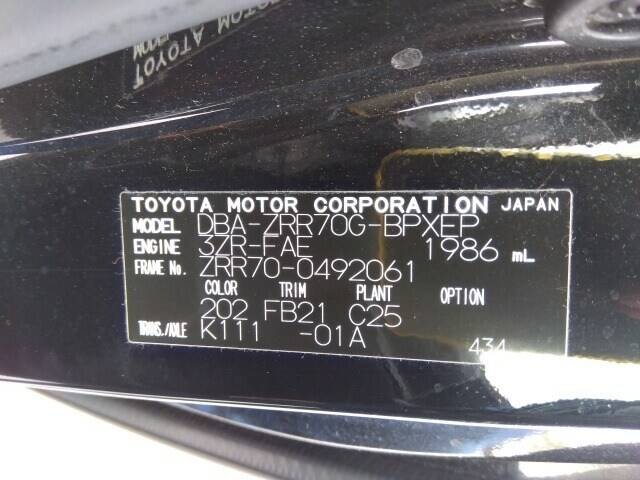 TOYOTA MOTOR CORPORATION JAPAN
MODEL DBA-ZRR70G-BPXEP
ENGINE 3ZR-FAE 1986 mL
FRAME No. ZRR70-0492061
COLOR TRIM PLANT OPTION
202 FB21 C25
TRANS./AXLE K111 -01A
434